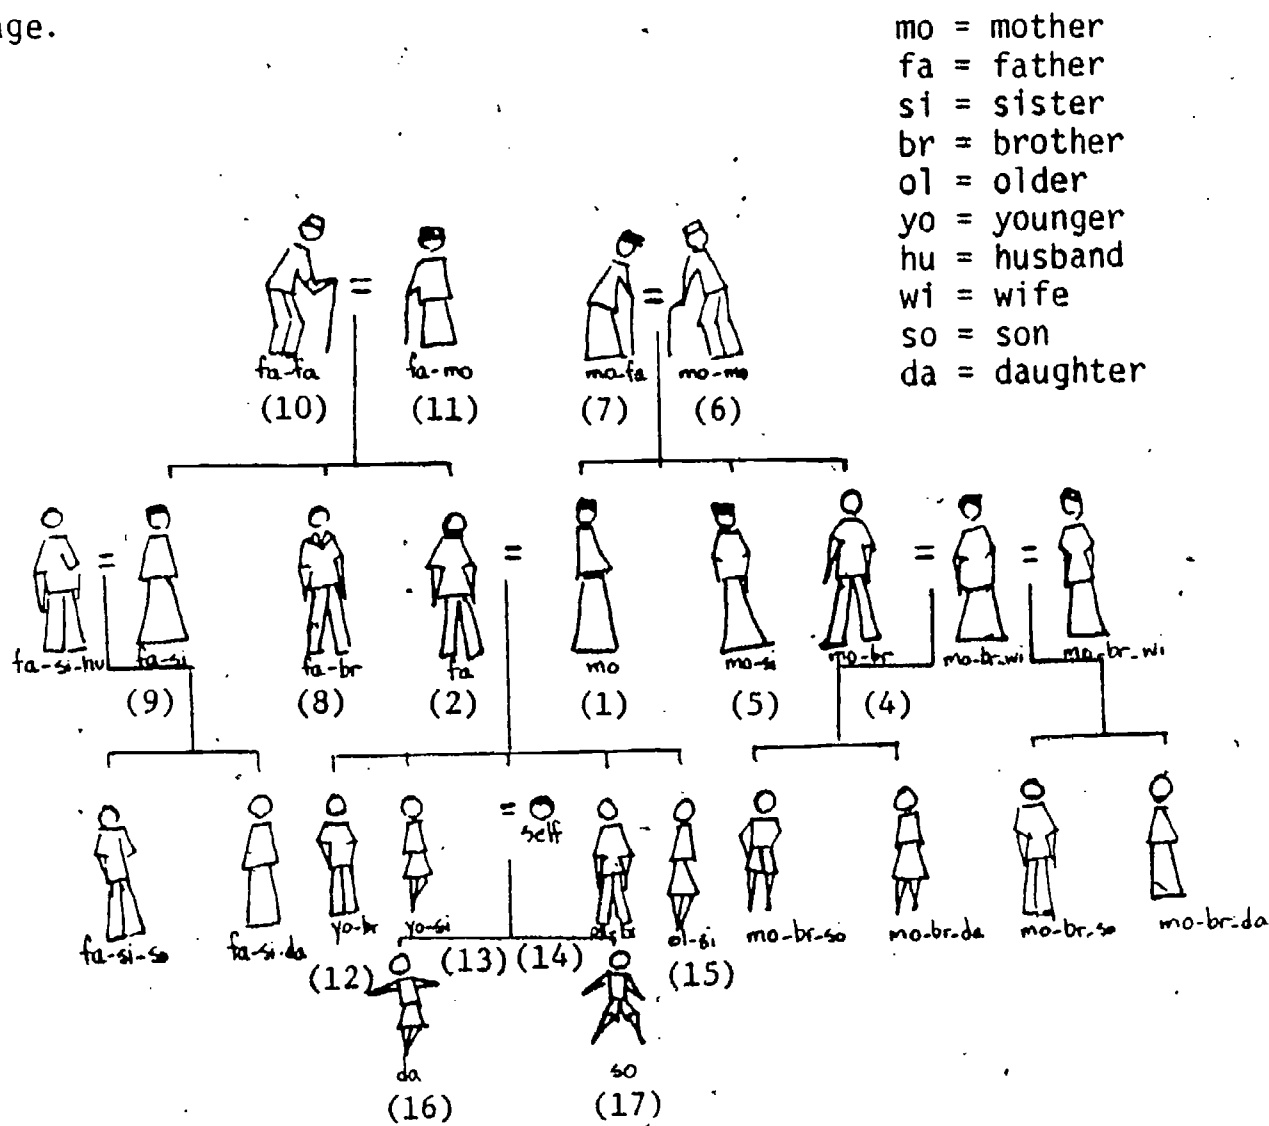 age.
mo = mother
fa = father
si = sister
br = brother
ol = older
yo = younger
hu = husband
wi = wife
so = son
da = daughter
= =
fa-fa fa-mo mo-fa mo-mo
(10) (11) (7) (6)
= = = =
fa-si-hu fa-si fa-br fa mo mo-si mo-br mo-br-wi mo-br-wi
(9) (8) (2) (1) (5) (4)
= self
yo-br yo-si ol-si mo-br-so mo-br-da mo-br-so mo-br-da
fa-si-so fa-si-da
(12) (13) (14) (15)
da so
(16) (17)